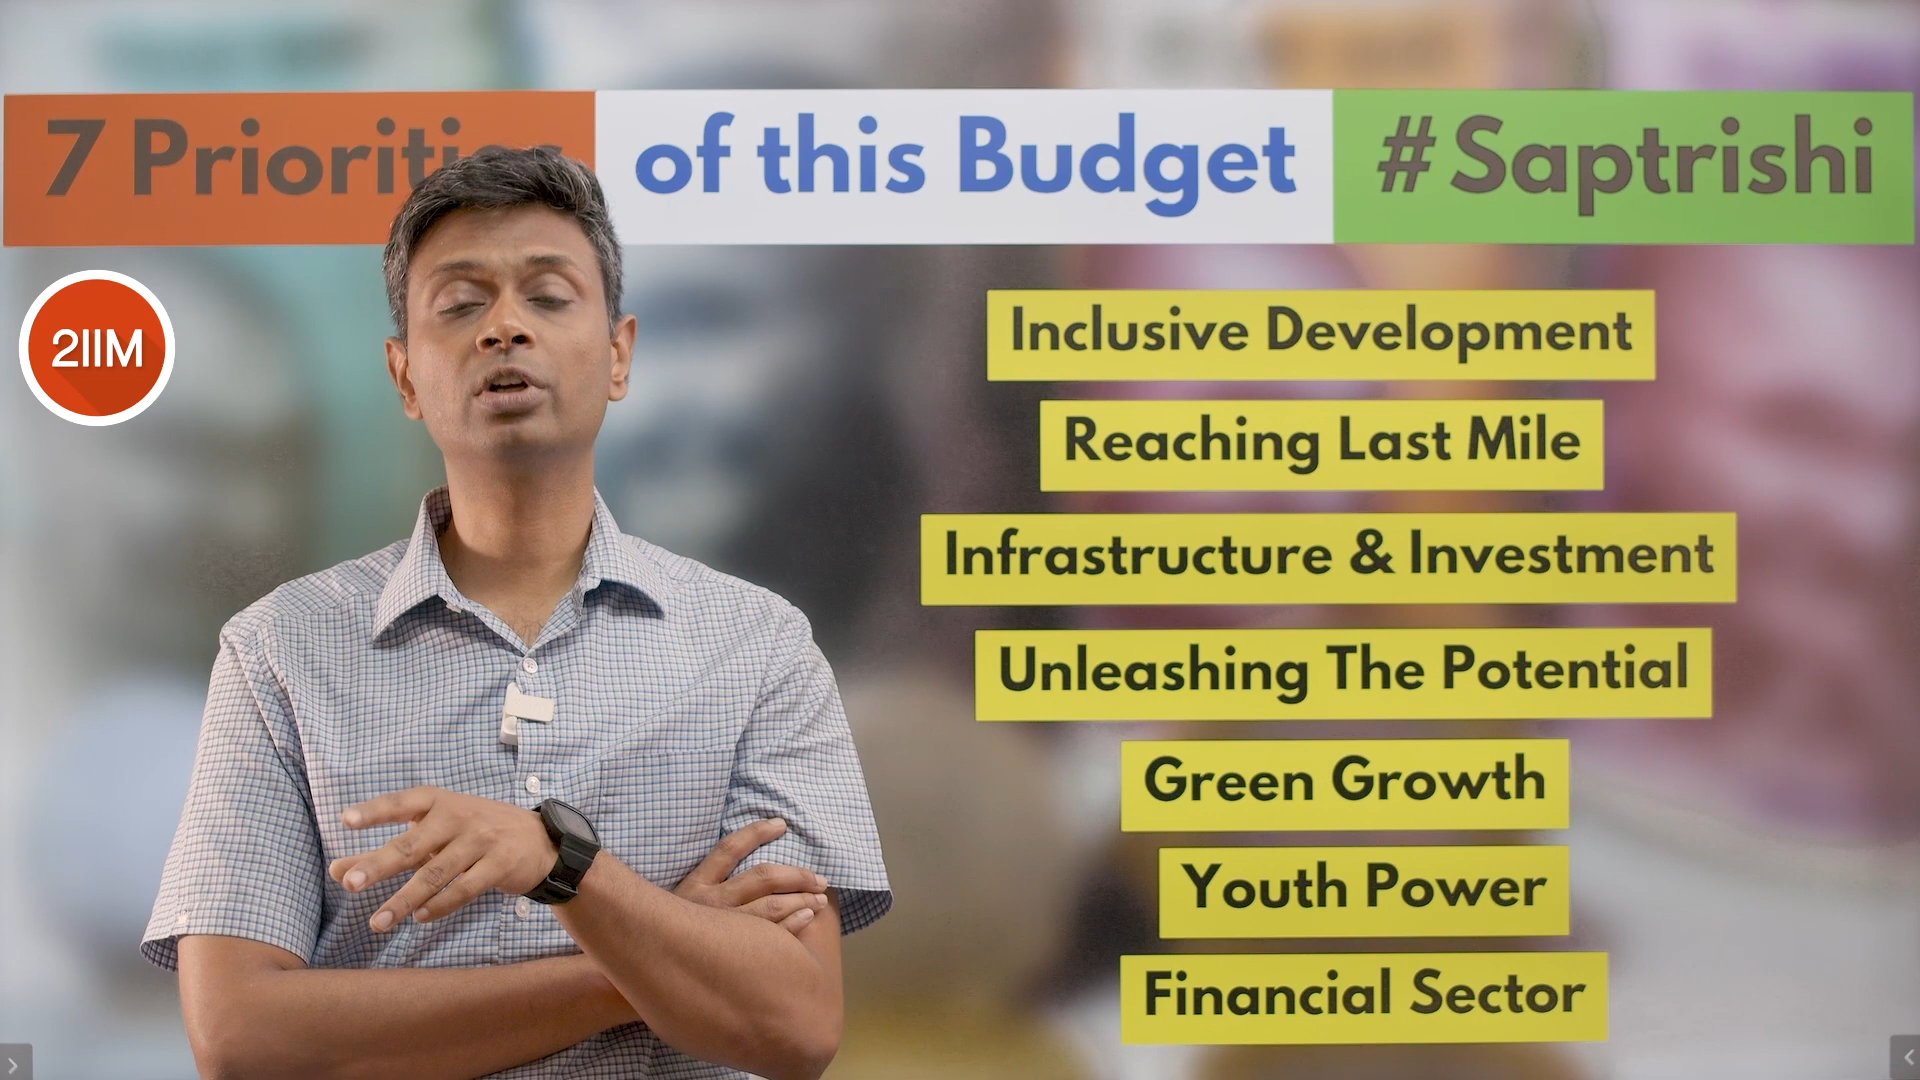 7 Priorities of this Budget #Saptrishi
2IIM
Inclusive Development
Reaching Last Mile
Infrastructure & Investment
Unleashing The Potential
Green Growth
Youth Power
Financial Sector